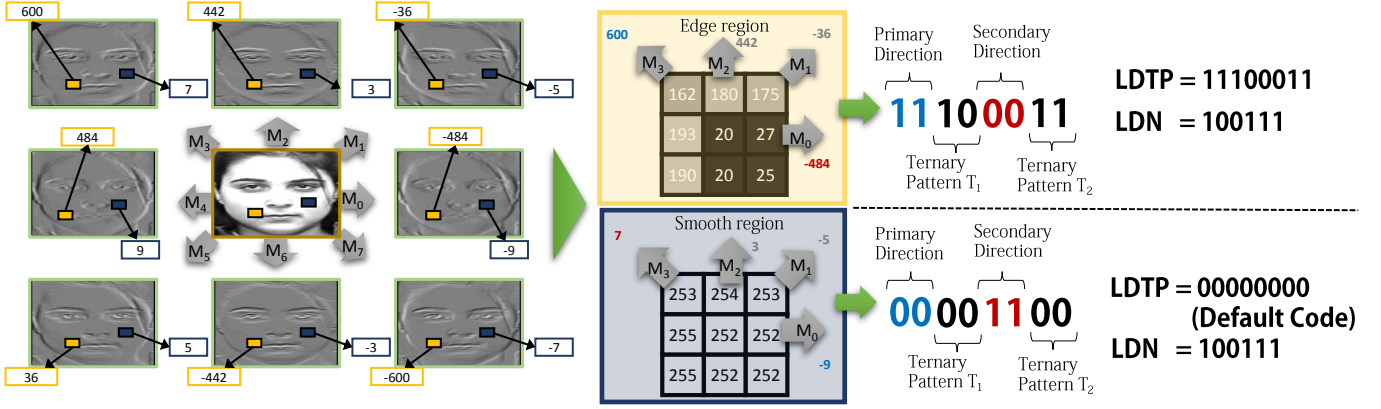 600
442
-36
7
3
-5
484
-484
M3
M2
M1
M4
M0
M5
M6
M7
9
-9
5
-3
-7
36
-442
-600
Edge region
600
442
-36
M3
M2
M1
162 180 175
193 20 27
M0
-484
190 20 25
Smooth region
7
3
-5
M3
M2
M1
253 254 253
255 252 252
M0
-9
255 252 252
Primary
Direction
Secondary
Direction
11100011
Ternary
Pattern T1
Ternary
Pattern T2
LDTP = 11100011
LDN = 100111
Primary
Direction
Secondary
Direction
00001100
Ternary
Pattern T1
Ternary
Pattern T2
LDTP = 00000000
(Default Code)
LDN = 100111